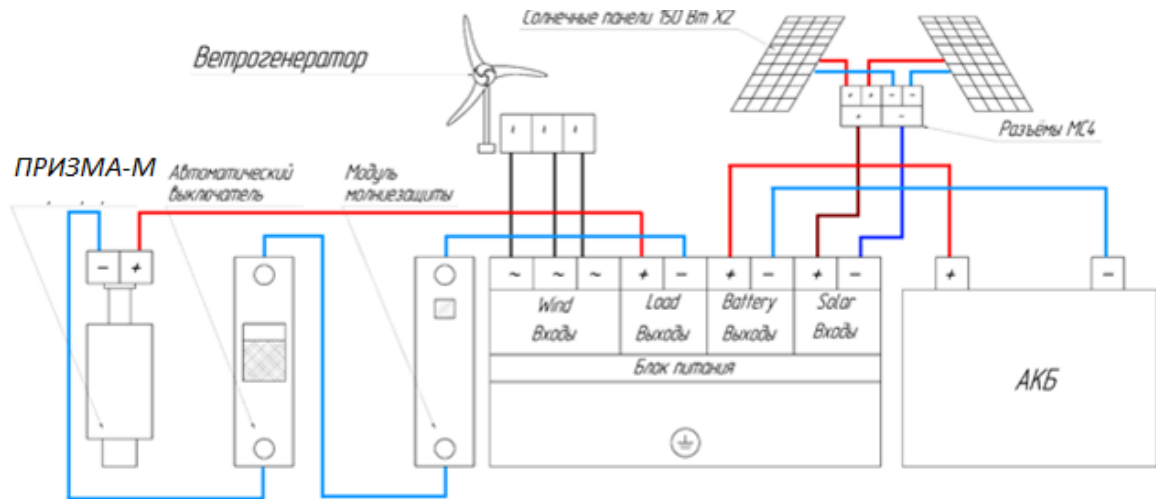 Солнечные панели 150 Вт X2
Ветрогенератор
Разъёмы МС4
ПРИЗМА-М
Автоматический
выключатель
Модуль
молниезащиты
+ + - -
+ -
- +
~ ~ ~ + - + - + -
+ -
Wind
Входы
Load
Выходы
Battery
Выходы
Solar
Входы
Блок питания
АКБ